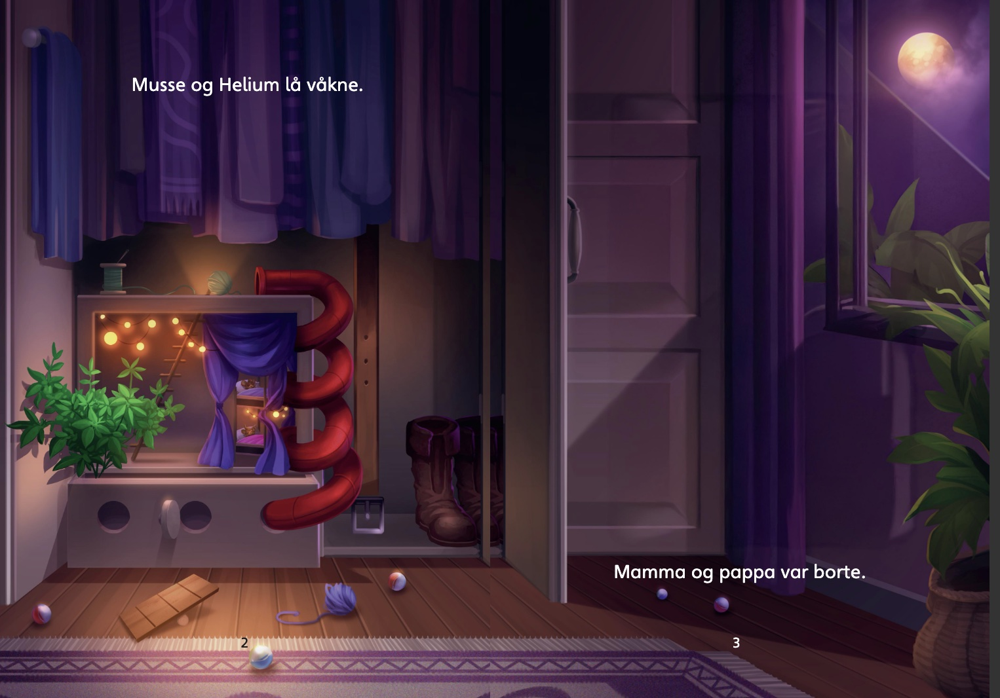 Musse og Helium lå våkne.
Mamma og pappa var borte.
2
3